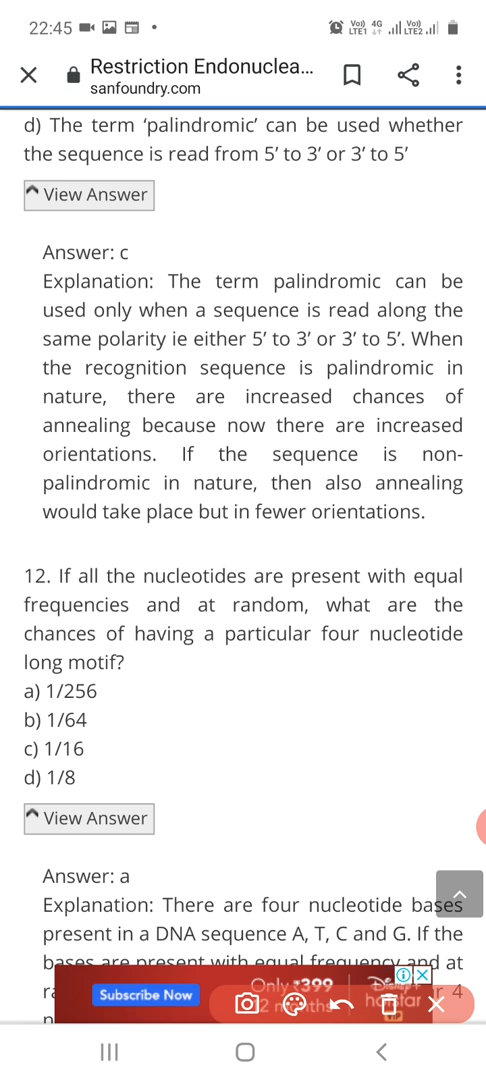 22:45
Vo)) 4G Vo))
LTE1 LTE2
Restriction Endonuclea...
sanfoundry.com
d) The term ‘palindromic’ can be used whether
the sequence is read from 5’ to 3’ or 3’ to 5’
View Answer
Answer: c
Explanation: The term palindromic can be
used only when a sequence is read along the
same polarity ie either 5’ to 3’ or 3’ to 5’. When
the recognition sequence is palindromic in
nature, there are increased chances of
annealing because now there are increased
orientations. If the sequence is non-
palindromic in nature, then also annealing
would take place but in fewer orientations.
12. If all the nucleotides are present with equal
frequencies and at random, what are the
chances of having a particular four nucleotide
long motif?
a) 1/256
b) 1/64
c) 1/16
d) 1/8
View Answer
Answer: a
Explanation: There are four nucleotide bases
present in a DNA sequence A, T, C and G. If the
bases are present with equal frequency and at
4
Only ₹399
Subscribe Now